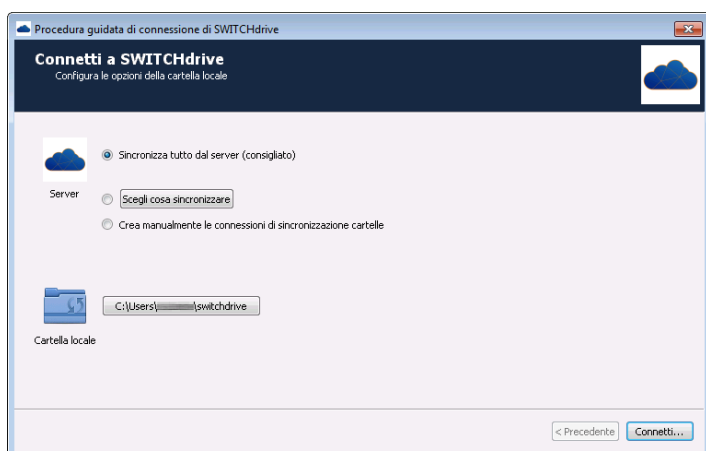 Procedura guidata di connessione di SWITCHdrive
Connetti a SWITCHdrive
Configura le opzioni della cartella locale
Sincronizza tutto dal server (consigliato)
Server
Scegli cosa sincronizzare
Crea manualmente le connessioni di sincronizzazione cartelle
C:\Users\ \switchdrive
Cartella locale
< Precedente Connetti...